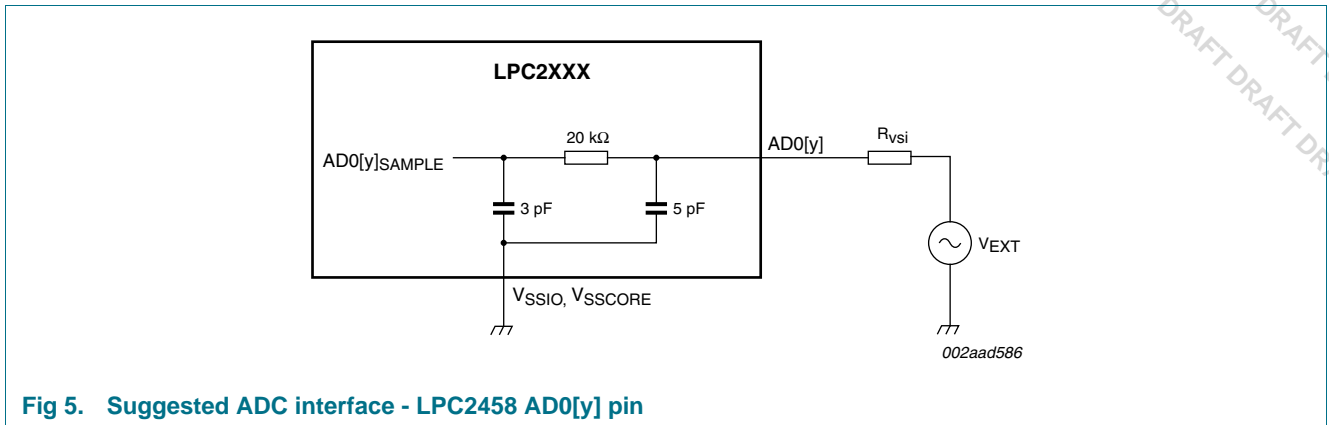 DRAFT DRAFT DRAFT
DRAFT
LPC2XXX
20 kΩ
AD0[y]
Rvsi
AD0[y]SAMPLE
3 pF
5 pF
VEXT
VSSIO, VSSCORE
002aad586
Fig 5. Suggested ADC interface - LPC2458 AD0[y] pin